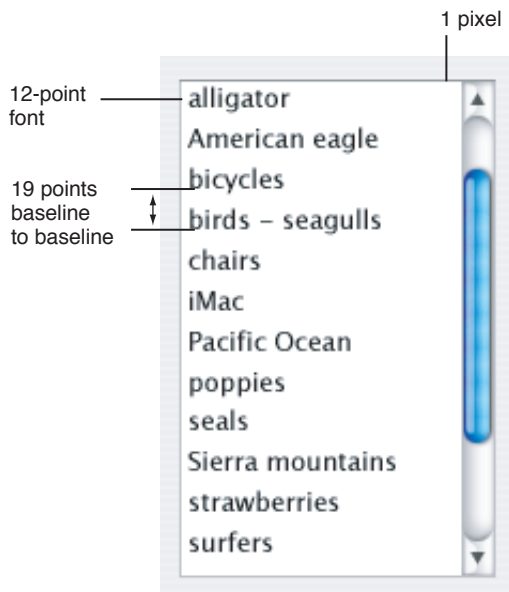 1 pixel
12-point
font
19 points
baseline
to baseline
alligator
American eagle
bicycles
birds – seagulls
chairs
iMac
Pacific Ocean
poppies
seals
Sierra mountains
strawberries
surfers